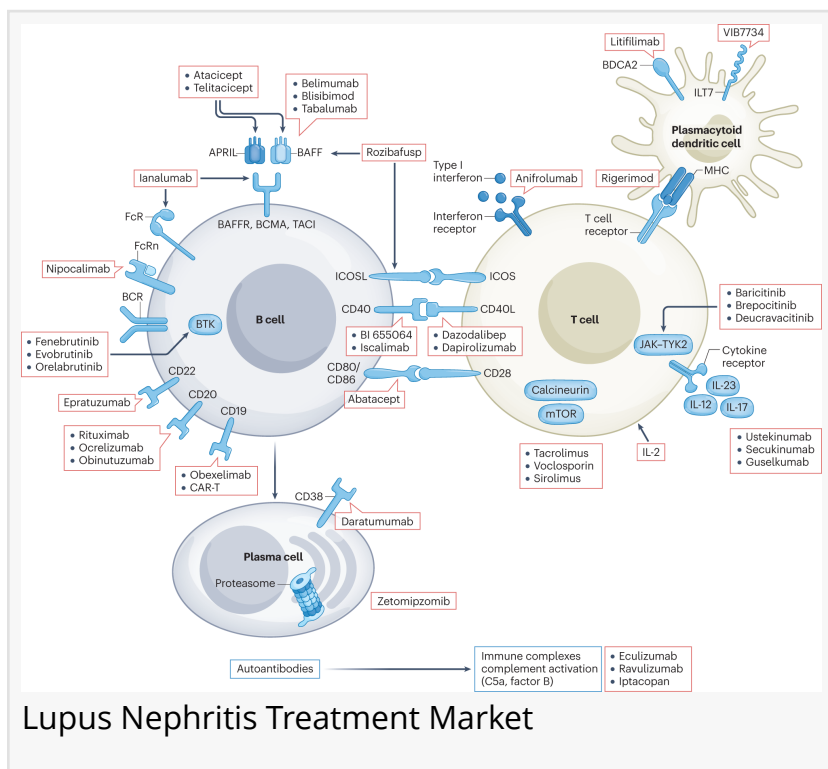 VIB7734
Litifilimab
BDCA2
ILT7
Plasmacytoid
dendritic cell
MHC
• Atacicept
• Telitacicept
• Belimumab
• Blisibimod
• Tabalumab
APRIL
BAFF
Rozibafusp
Type I
interferon
Anifrolumab
Rigerimod
Ianalumab
Interferon
receptor
T cell
receptor
FcR
BAFFR, BCMA, TACI
FcRn
Nipocalimab
ICOSL
ICOS
BCR
BTK
B cell
CD40
CD40L
T cell
• Baricitinib
• Brepocitinib
• Deucravacitinib
JAK–TYK2
• Fenebrutinib
• Evobrutinib
• Orelabrutinib
• BI 655064
• Iscalimab
• Dazodalibep
• Dapirolizumab
Cytokine
receptor
CD22
CD80/
CD86
CD28
IL-23
IL-12
IL-17
Epratuzumab
CD20
Abatacept
Calcineurin
mTOR
CD19
• Rituximab
• Ocrelizumab
• Obinutuzumab
• Tacrolimus
• Voclosporin
• Sirolimus
IL-2
• Ustekinumab
• Secukinumab
• Guselkumab
• Obexelimab
• CAR-T
CD38
Daratumumab
Plasma cell
Proteasome
Zetomipzomib
Autoantibodies
Immune complexes
complement activation
(C5a, factor B)
• Eculizumab
• Ravulizumab
• Iptacopan
Lupus Nephritis Treatment Market